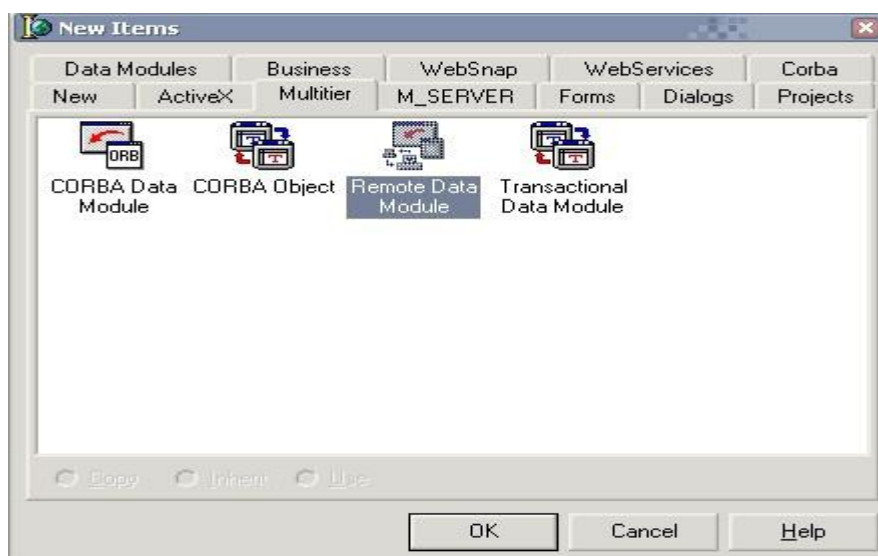 New Items
Data Modules Business WebSnap WebServices Corba
New ActiveX Multitier M_SERVER Forms Dialogs Projects
ORB
CORBA Data Module
CORBA Object
Remote Data Module
Transactional Data Module
Copy Inherit Use
OK Cancel Help